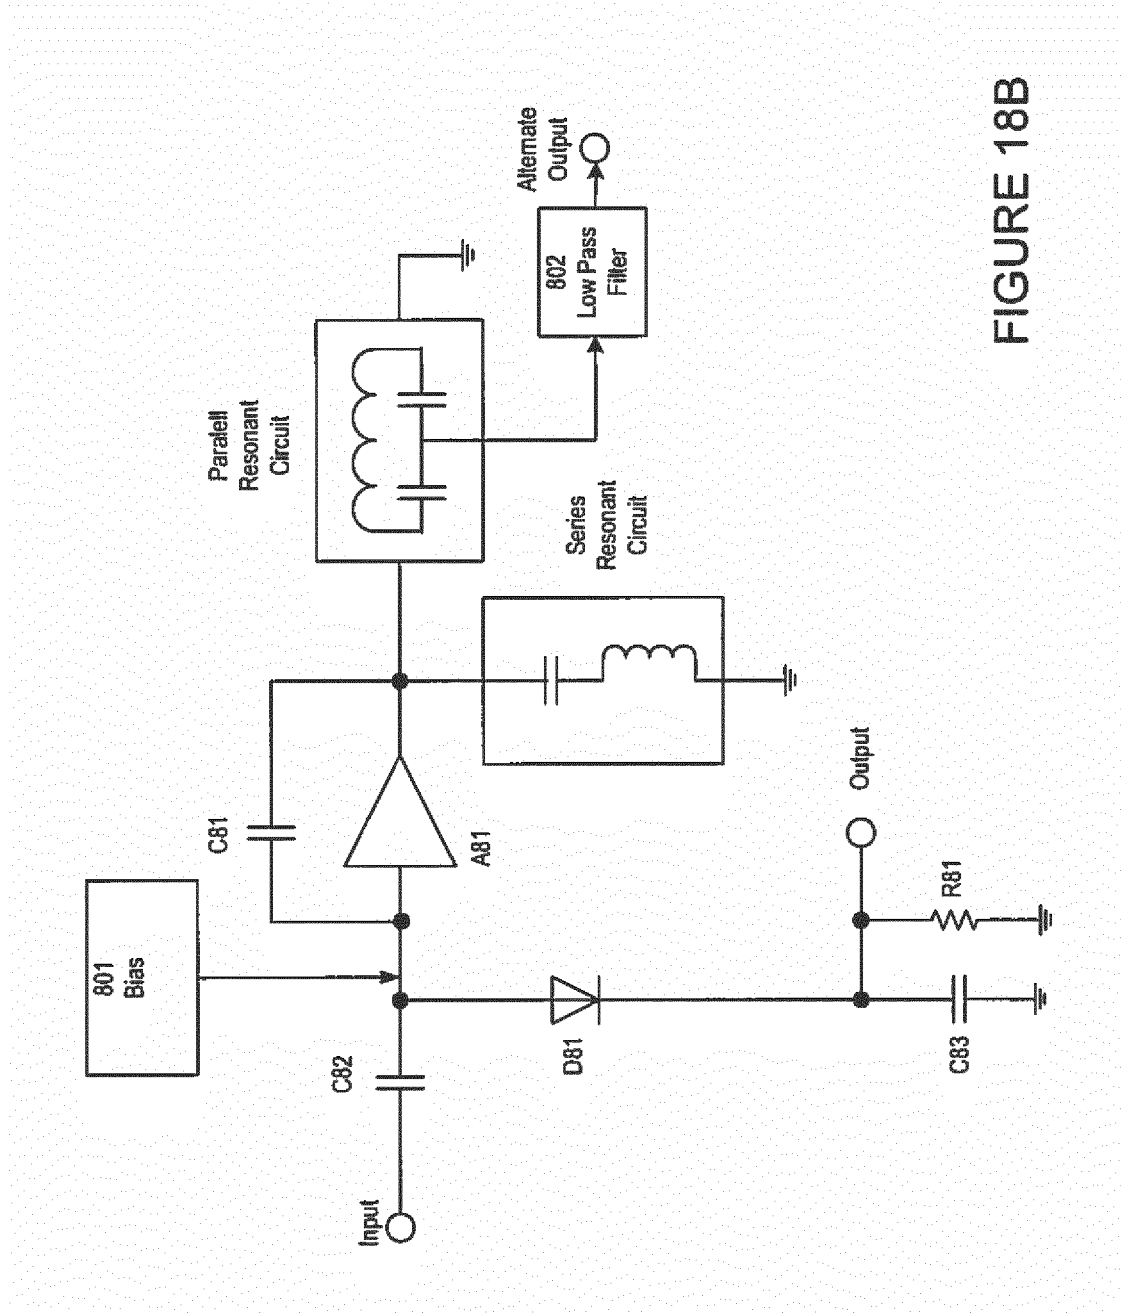 801
Bias
C81
Input
C82
A81
Paralell
Resonant
Circuit
Series
Resonant
Circuit
802
Low Pass
Filter
Alternate
Output
D81
Output
C83
R81
FIGURE 18B